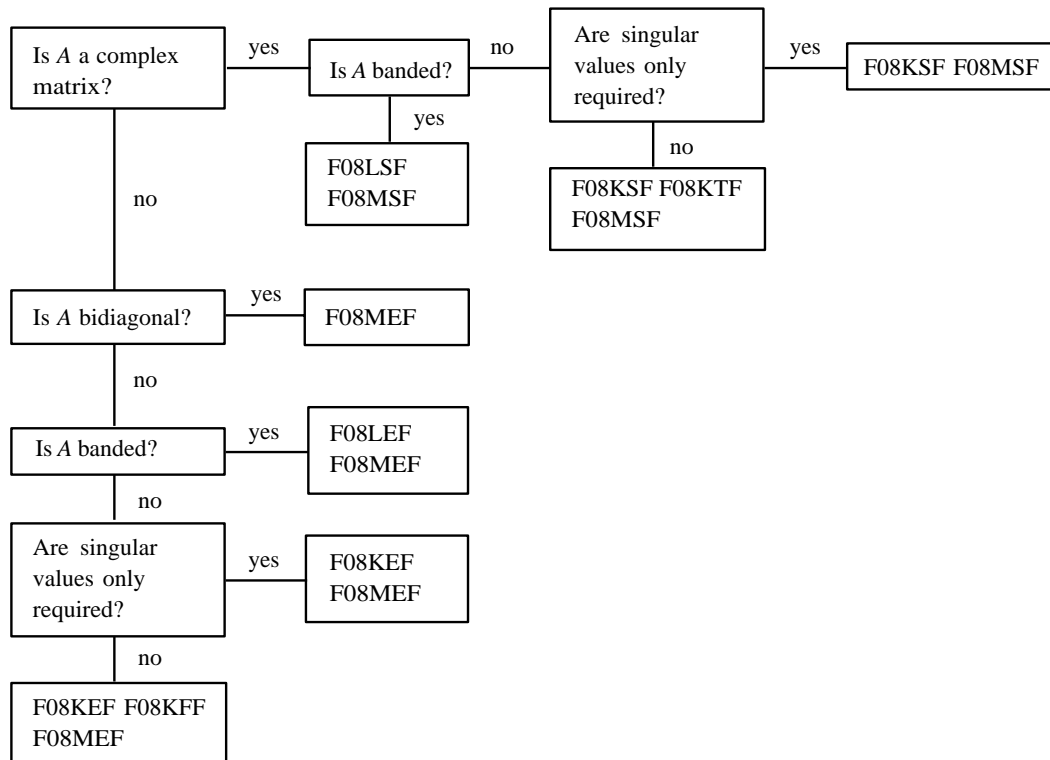 Is A a complex
matrix?
yes
Is A banded?
no
Are singular
values only
required?
yes
F08KSF F08MSF
yes
F08LSF
F08MSF
no
F08KSF F08KTF
F08MSF
no
Is A bidiagonal?
yes
F08MEF
no
Is A banded?
yes
F08LEF
F08MEF
no
Are singular
values only
required?
yes
F08KEF
F08MEF
no
F08KEF F08KFF
F08MEF